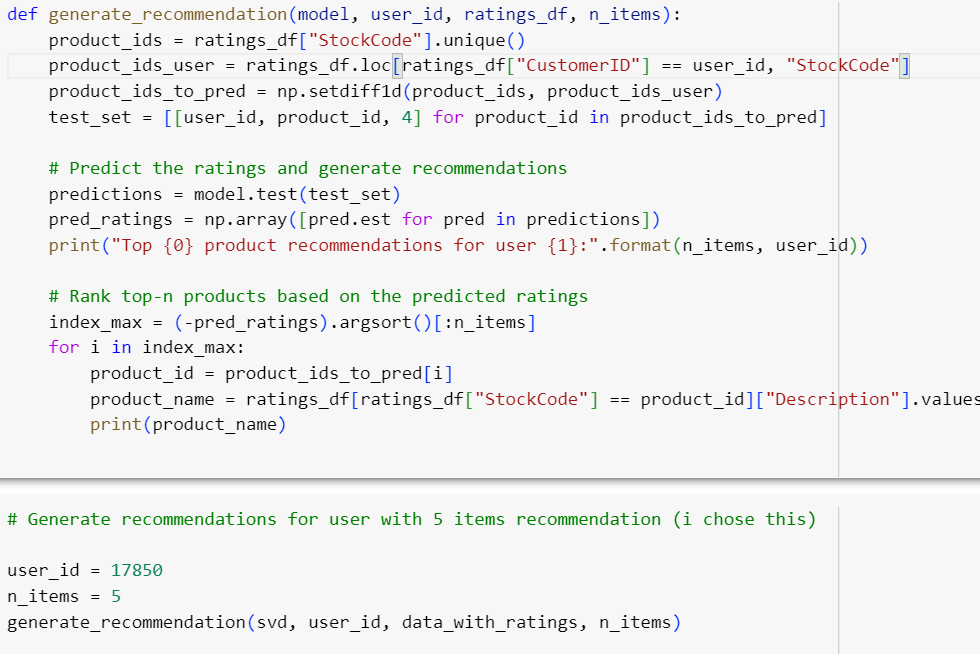 def generate_recommendation(model, user_id, ratings_df, n_items):
    product_ids = ratings_df["StockCode"].unique()
    product_ids_user = ratings_df.loc[ratings_df["CustomerID"] == user_id, "StockCode"]
    product_ids_to_pred = np.setdiff1d(product_ids, product_ids_user)
    test_set = [[user_id, product_id, 4] for product_id in product_ids_to_pred]

    # Predict the ratings and generate recommendations
    predictions = model.test(test_set)
    pred_ratings = np.array([pred.est for pred in predictions])
    print("Top {0} product recommendations for user {1}:".format(n_items, user_id))

    # Rank top-n products based on the predicted ratings
    index_max = (-pred_ratings).argsort()[:n_items]
    for i in index_max:
        product_id = product_ids_to_pred[i]
        product_name = ratings_df[ratings_df["StockCode"] == product_id]["Description"].values
        print(product_name)

# Generate recommendations for user with 5 items recommendation (i chose this)

user_id = 17850
n_items = 5
generate_recommendation(svd, user_id, data_with_ratings, n_items)